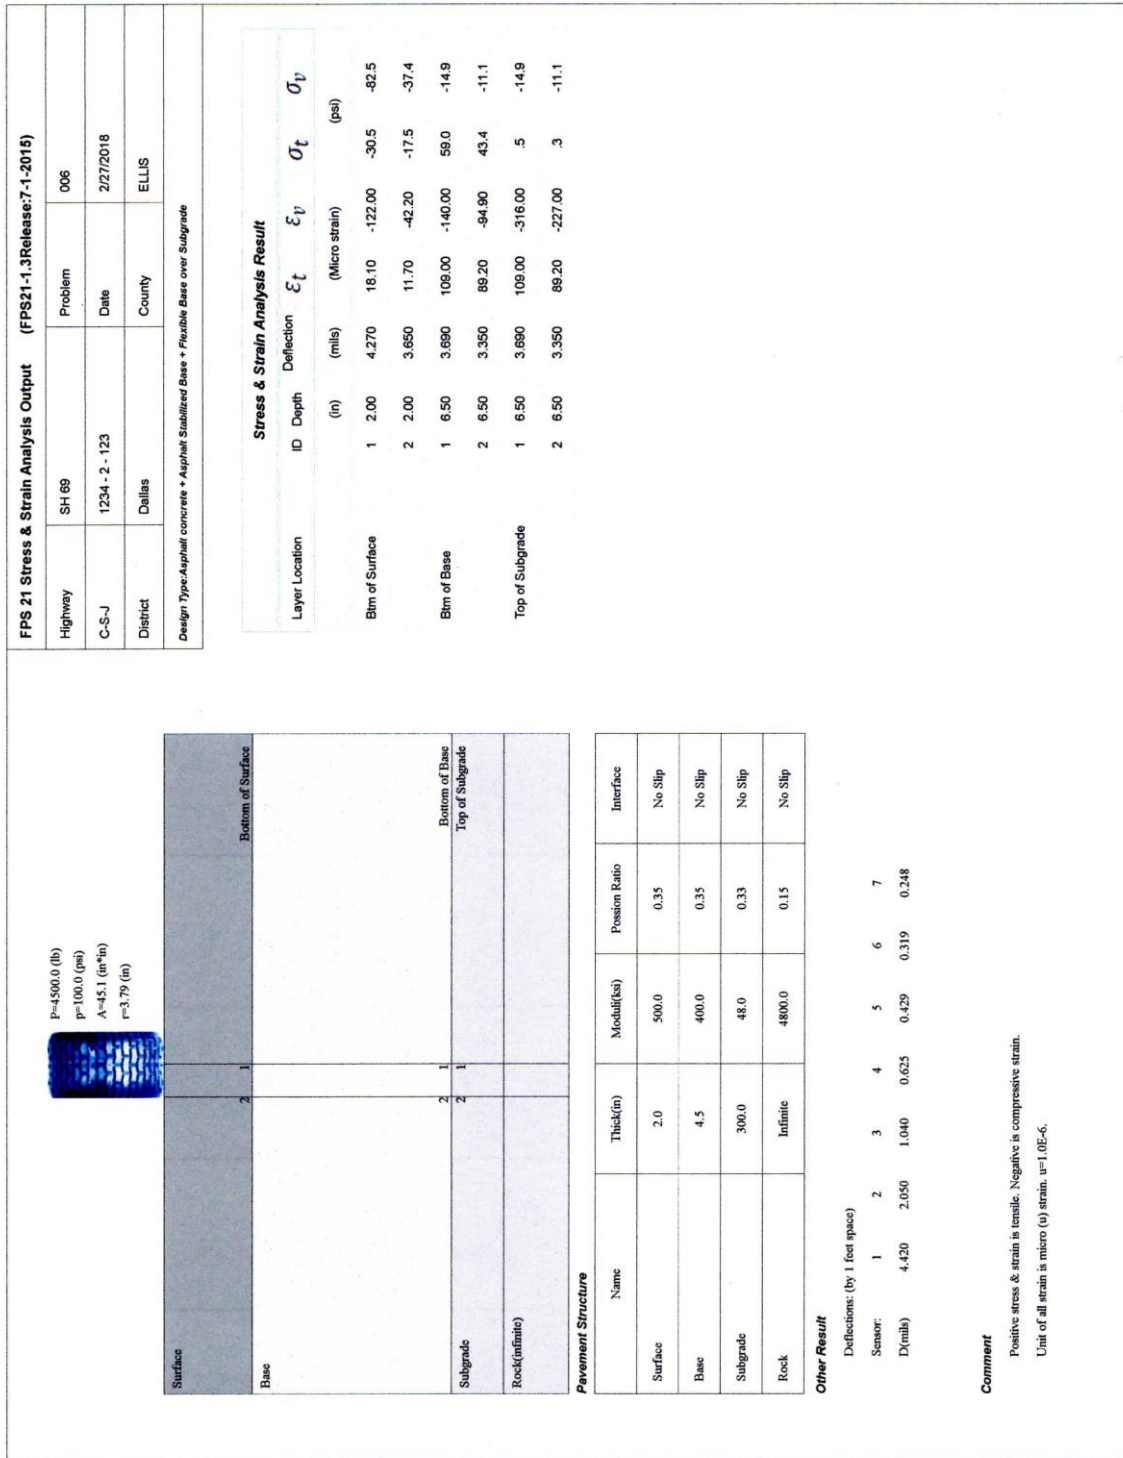 FPS 21 Stress & Strain Analysis Output (FPS21-1.3Release:7-1-2015)
Highway SH 69 Problem 006
C-S-J 1234 - 2 - 123 Date 2/27/2018
District Dallas County ELLIS
Design Type:Asphalt concrete + Asphalt Stabilized Base + Flexible Base over Subgrade
P=4500.0 (lb)
p=100.0 (psi)
A=45.1 (in*in)
r=3.79 (in)
Surface
2 1 Bottom of Surface
Base
2 1 Bottom of Base
Subgrade 2 1 Top of Subgrade
Rock(infinite)
Pavement Structure
Name Thick(in) Moduli(ksi) Possion Ratio Interface
Surface 2.0 500.0 0.35 No Slip
Base 4.5 400.0 0.35 No Slip
Subgrade 300.0 48.0 0.33 No Slip
Rock Infinite 4800.0 0.15 No Slip
Other Result
Deflections: (by 1 feet space)
Sensor: 1 2 3 4 5 6 7
D(mils) 4.420 2.050 1.040 0.625 0.429 0.319 0.248
Comment
Positive stress & strain is tensile. Negative is compressive strain.
Unit of all strain is micro (u) strain. u=1.0E-6.
Stress & Strain Analysis Result
Layer Location ID Depth Deflection εt εv σt σv
(in) (mils) (Micro strain) (psi)
Btm of Surface 1 2.00 4.270 18.10 -122.00 -30.5 -82.5
2 2.00 3.650 11.70 -42.20 -17.5 -37.4
Btm of Base 1 6.50 3.690 109.00 -140.00 59.0 -14.9
2 6.50 3.350 89.20 -94.90 43.4 -11.1
Top of Subgrade 1 6.50 3.690 109.00 -316.00 .5 -14.9
2 6.50 3.350 89.20 -227.00 .3 -11.1